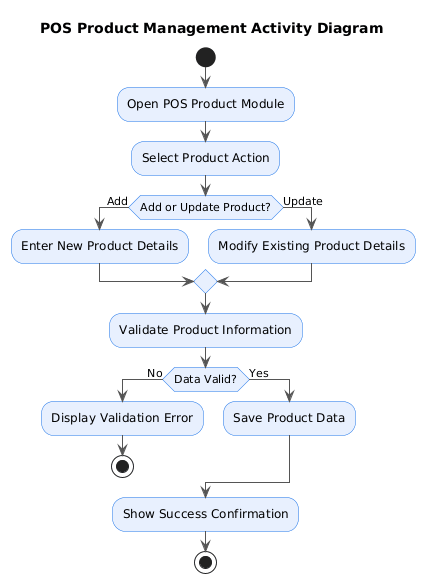 POS Product Management Activity Diagram
Open POS Product Module
Select Product Action
Add
Add or Update Product?
Update
Enter New Product Details
Modify Existing Product Details
Validate Product Information
No
Data Valid?
Yes
Display Validation Error
Save Product Data
Show Success Confirmation